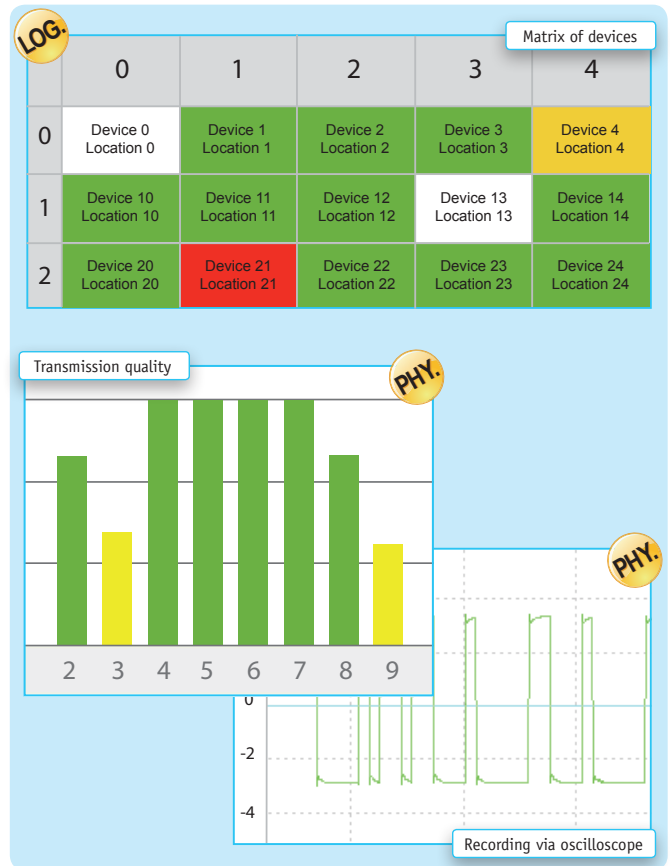 LOG.
Matrix of devices
0 1 2 3 4
0
Device 0 Device 1 Device 2 Device 3 Device 4
Location 0 Location 1 Location 2 Location 3 Location 4
1
Device 10 Device 11 Device 12 Device 13 Device 14
Location 10 Location 11 Location 12 Location 13 Location 14
2
Device 20 Device 21 Device 22 Device 23 Device 24
Location 20 Location 21 Location 22 Location 23 Location 24
Transmission quality
PHY.
2 3 4 5 6 7 8 9
PHY.
0
-2
-4
Recording via oscilloscope